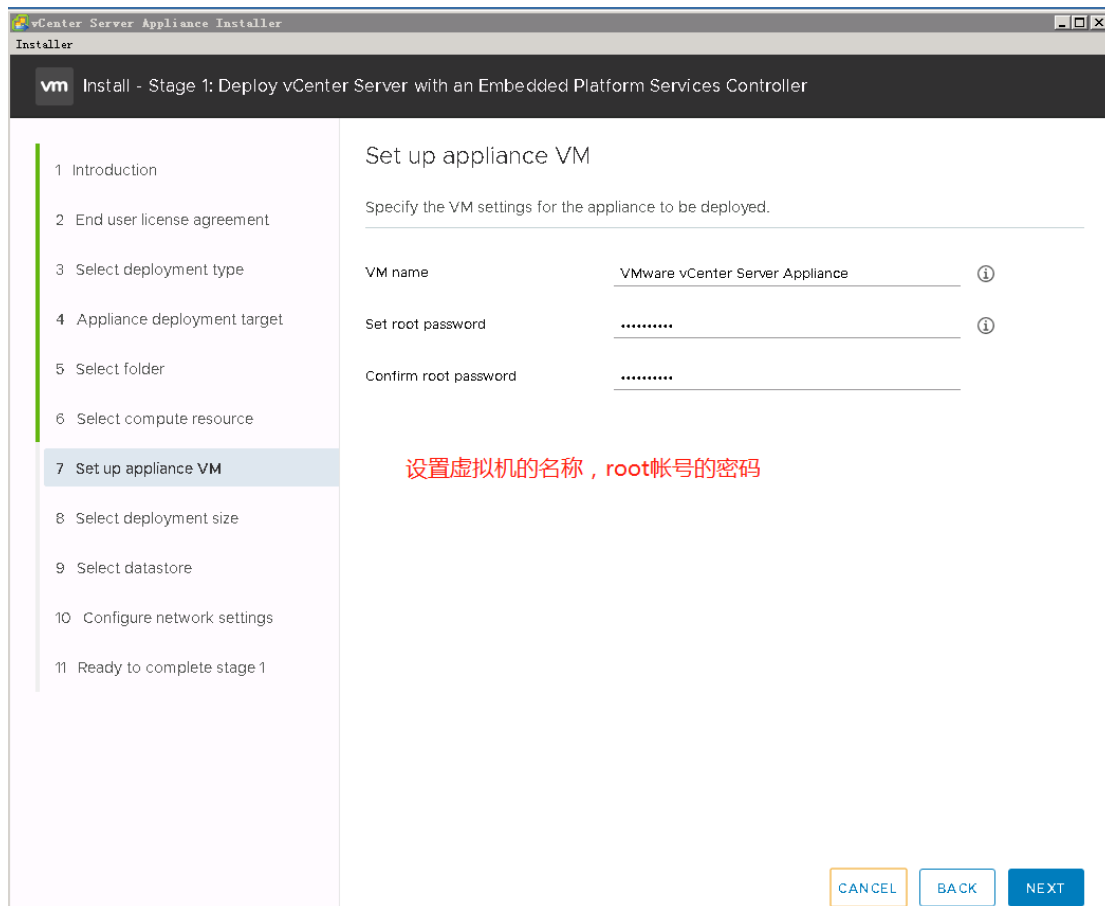 vCenter Server Appliance Installer
Installer
vm Install - Stage 1: Deploy vCenter Server with an Embedded Platform Services Controller
1 Introduction
2 End user license agreement
3 Select deployment type
4 Appliance deployment target
5 Select folder
6 Select compute resource
7 Set up appliance VM
8 Select deployment size
9 Select datastore
10 Configure network settings
11 Ready to complete stage 1
Set up appliance VM
Specify the VM settings for the appliance to be deployed.
VM name VMware vCenter Server Appliance
Set root password ••••••••••
Confirm root password ••••••••••
设置虚拟机的名称，root帐号的密码
CANCEL BACK NEXT